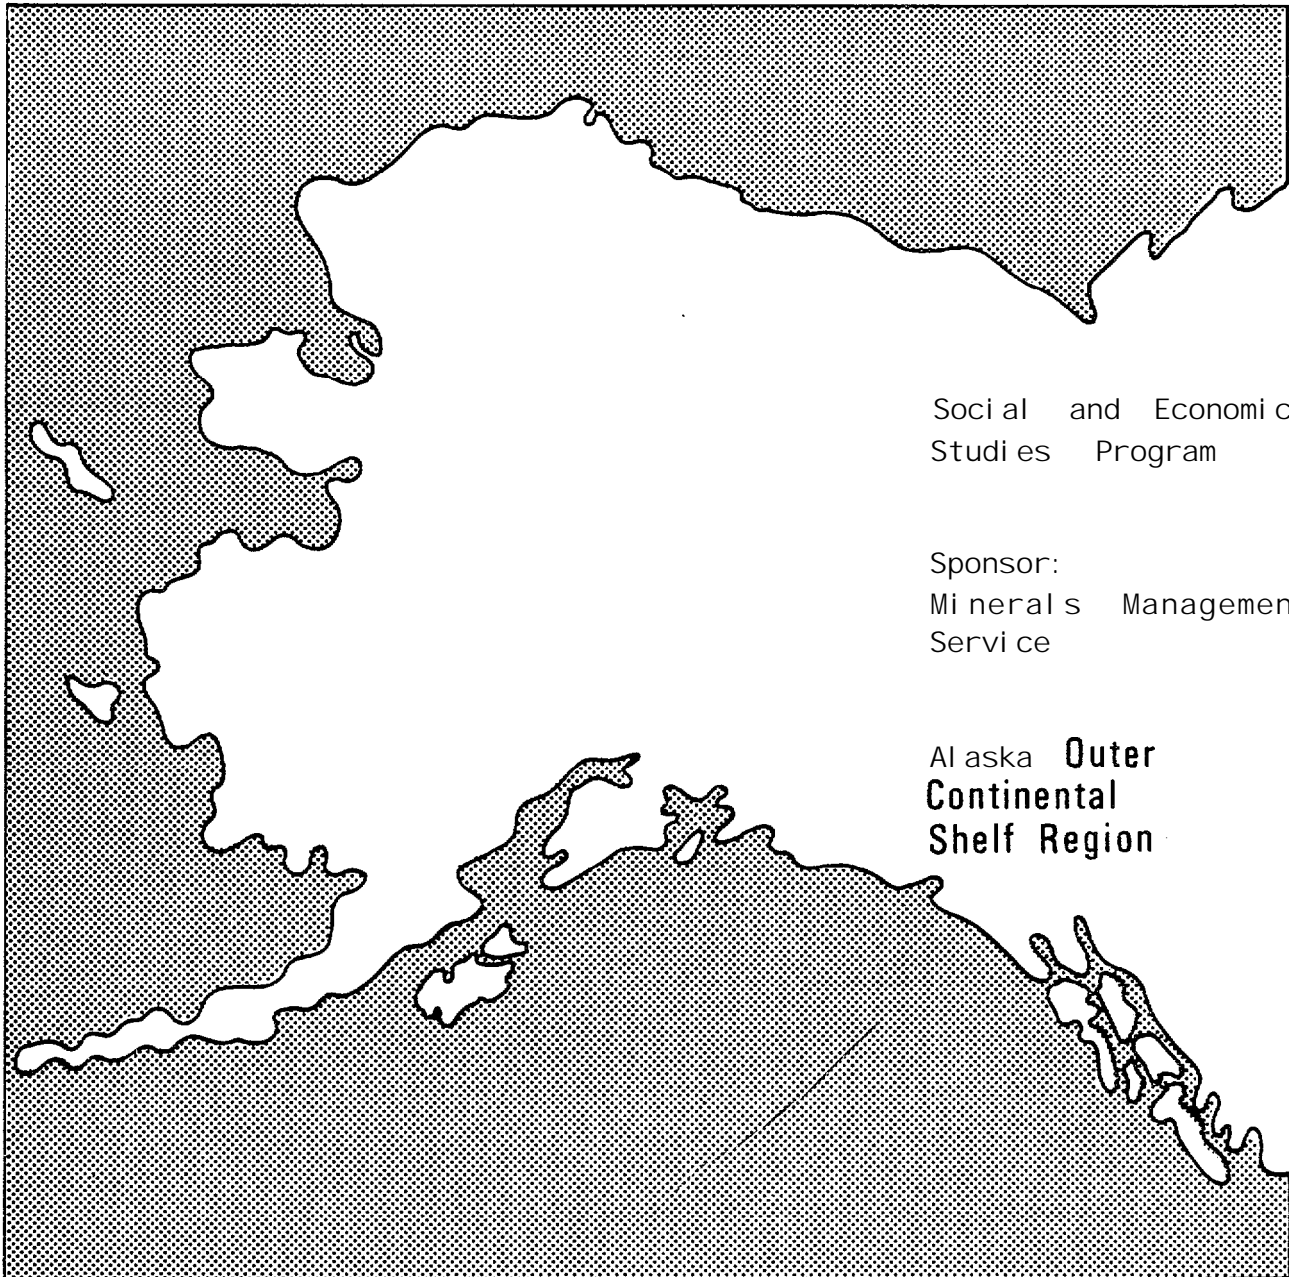 Social and Economic
Studies Program
Sponsor:
Minerals Managemen
Service
Alaska Outer
Continental
Shelf Region